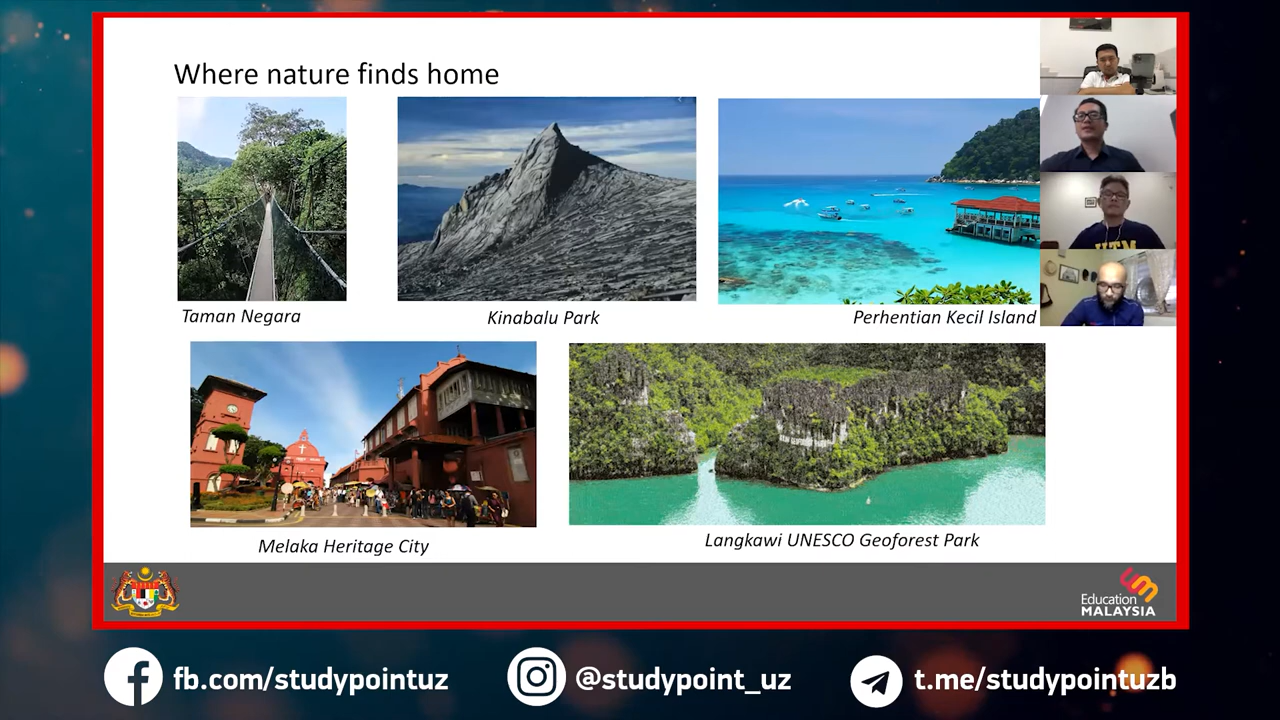 Where nature finds home
Taman Negara
Kinabalu Park
Perhentian Kecil Island
Melaka Heritage City
Langkawi UNESCO Geoforest Park
Education
MALAYSIA
UTM
fb.com/studypointuz
@studypoint_uz
t.me/studypointuzb